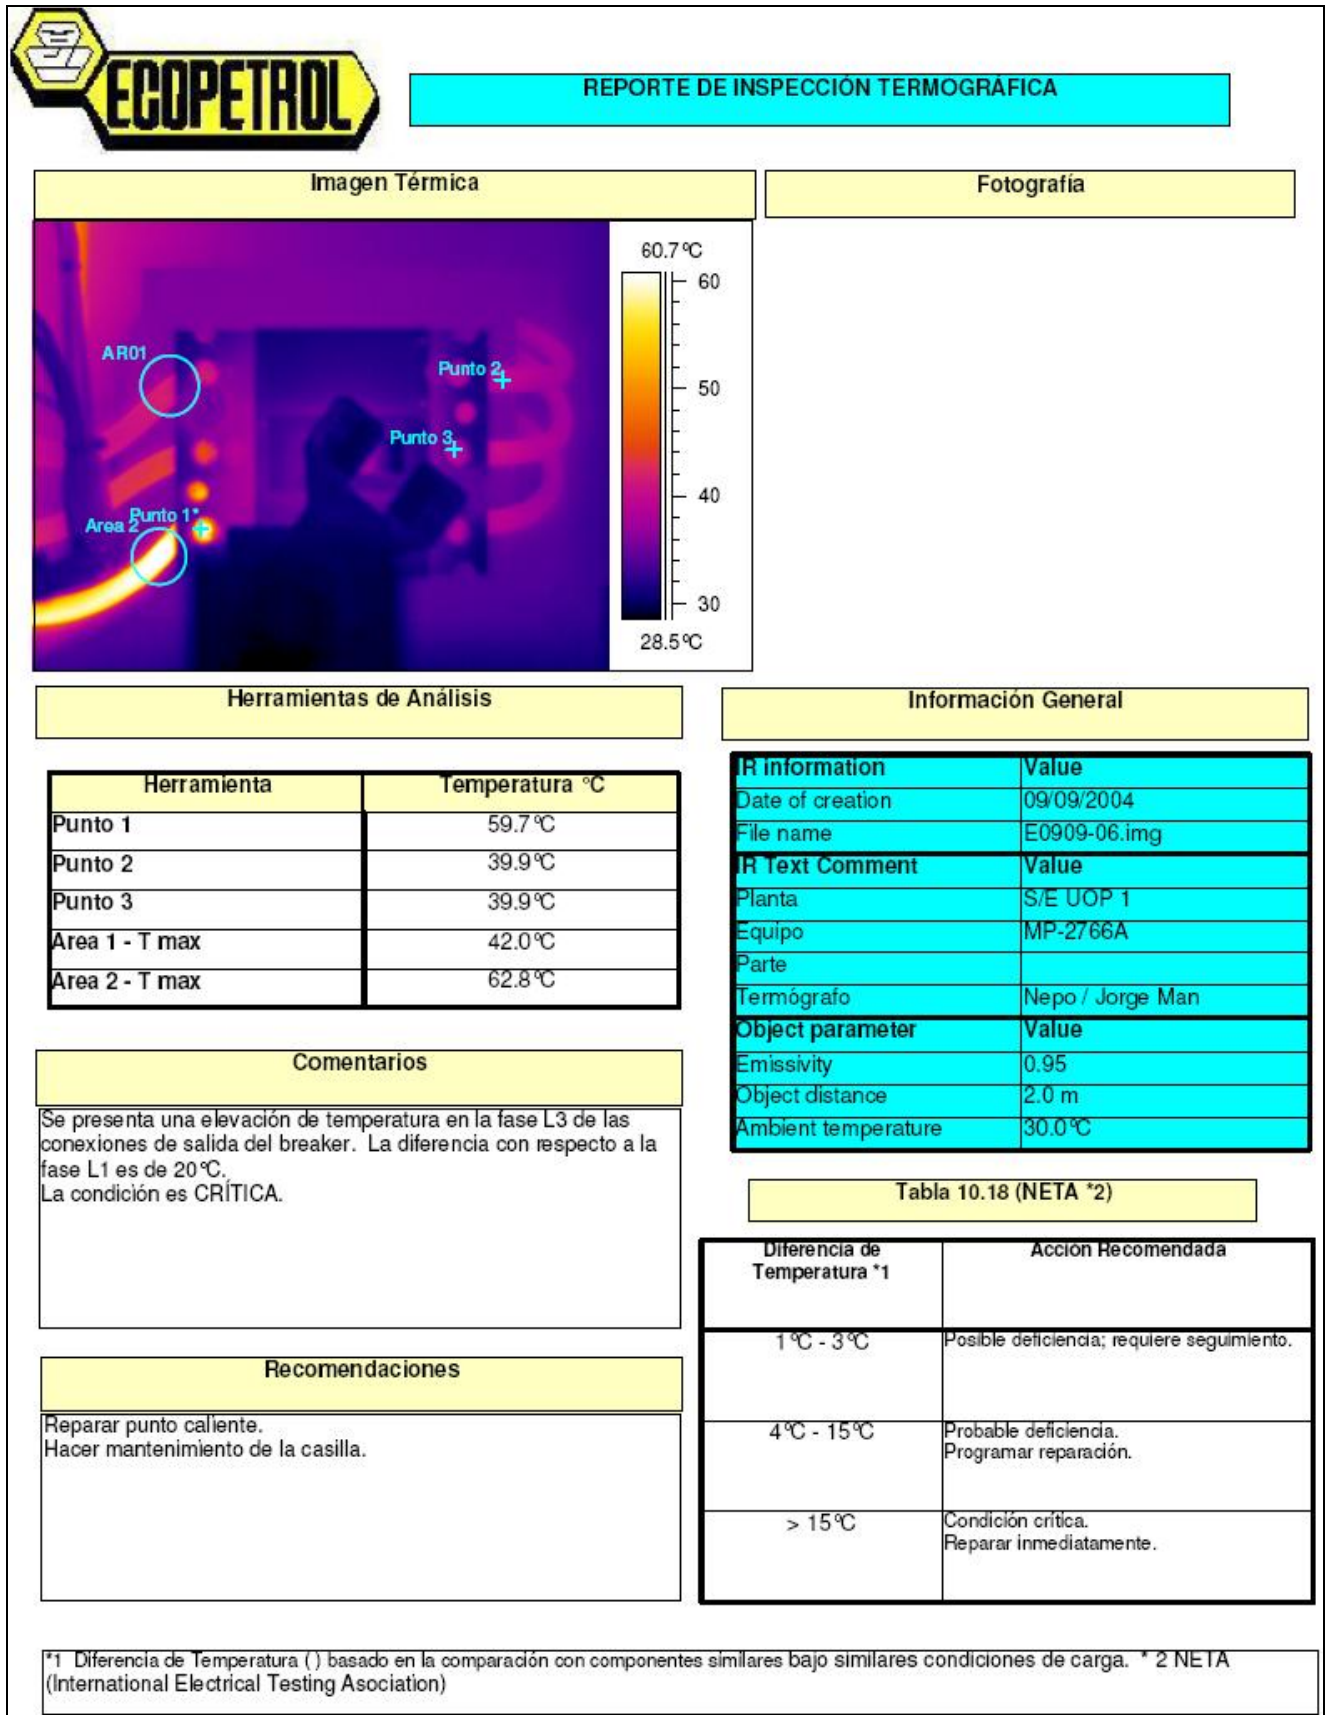 ECOPETROL
REPORTE DE INSPECCIÓN TERMOGRÁFICA
Imagen Térmica
Fotografía
60.7°C
60
50
40
30
28.5°C
AR01
Punto 2
Punto 3
Punto 1*
Area 2
Herramientas de Análisis
Herramienta Temperatura °C
Punto 1 59.7°C
Punto 2 39.9°C
Punto 3 39.9°C
Area 1 - T max 42.0°C
Area 2 - T max 62.8°C
Comentarios
Se presenta una elevación de temperatura en la fase L3 de las
conexiones de salida del breaker. La diferencia con respecto a la
fase L1 es de 20°C.
La condición es CRÍTICA.
Recomendaciones
Reparar punto caliente.
Hacer mantenimiento de la casilla.
Información General
IR information Value
Date of creation 09/09/2004
File name E0909-06.img
IR Text Comment Value
Planta S/E UOP 1
Equipo MP-2766A
Parte
Termógrafo Nepo / Jorge Man
Object parameter Value
Emissivity 0.95
Object distance 2.0 m
Ambient temperature 30.0°C
Tabla 10.18 (NETA *2)
Diferencia de Acción Recomendada
Temperatura *1
1°C - 3°C Posible deficiencia; requiere seguimiento.
4°C - 15°C Probable deficiencia.
Programar reparación.
> 15°C Condición crítica.
Reparar inmediatamente.
*1 Diferencia de Temperatura ( ) basado en la comparación con componentes similares bajo similares condiciones de carga. * 2 NETA
(International Electrical Testing Asociation)